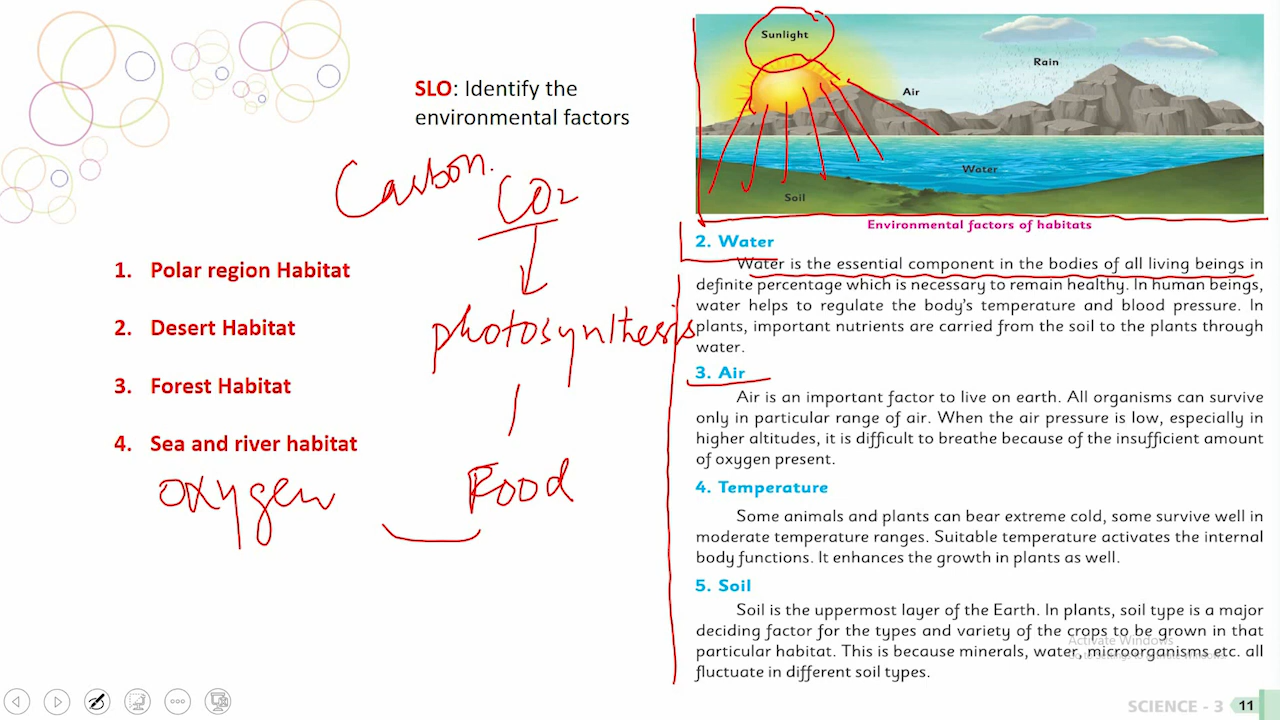 SLO: Identify the
environmental factors
Carbon.
CO2
1. Polar region Habitat
2. Desert Habitat
photosynthesis
3. Forest Habitat
4. Sea and river habitat
oxygen
Food
Sunlight
Rain
Air
Water
Soil
Environmental factors of habitats
2. Water
Water is the essential component in the bodies of all living beings in
definite percentage which is necessary to remain healthy. In human beings,
water helps to regulate the body's temperature and blood pressure. In
plants, important nutrients are carried from the soil to the plants through
water.
3. Air
Air is an important factor to live on earth. All organisms can survive
only in particular range of air. When the air pressure is low, especially in
higher altitudes, it is difficult to breathe because of the insufficient amount
of oxygen present.
4. Temperature
Some animals and plants can bear extreme cold, some survive well in
moderate temperature ranges. Suitable temperature activates the internal
body functions. It enhances the growth in plants as well.
5. Soil
Soil is the uppermost layer of the Earth. In plants, soil type is a major
deciding factor for the types and variety of the crops to be grown in that
particular habitat. This is because minerals, water, microorganisms etc. all
fluctuate in different soil types.
Activate Windows
Go to Settings to activate Windows.
SCIENCE - 3 11